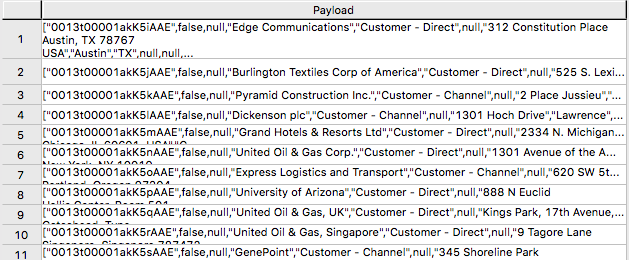 Payload
1 ["0013t00001akK5iAAE",false,null,"Edge Communications","Customer - Direct",null,"312 Constitution Place
Austin, TX 78767
USA","Austin","TX",null,null,...
2 ["0013t00001akK5jAAE",false,null,"Burlington Textiles Corp of America","Customer - Direct",null,"525 S. Lexi...
3 ["0013t00001akK5kAAE",false,null,"Pyramid Construction Inc.","Customer - Channel",null,"2 Place Jussieu","...
4 ["0013t00001akK5lAAE",false,null,"Dickenson plc","Customer - Channel",null,"1301 Hoch Drive","Lawrence",...
5 ["0013t00001akK5mAAE",false,null,"Grand Hotels & Resorts Ltd","Customer - Direct",null,"2334 N. Michigan...
6 ["0013t00001akK5nAAE",false,null,"United Oil & Gas Corp.","Customer - Direct",null,"1301 Avenue of the A...
7 ["0013t00001akK5oAAE",false,null,"Express Logistics and Transport","Customer - Channel",null,"620 SW 5t...
8 ["0013t00001akK5pAAE",false,null,"University of Arizona","Customer - Direct",null,"888 N Euclid
9 ["0013t00001akK5qAAE",false,null,"United Oil & Gas, UK","Customer - Direct",null,"Kings Park, 17th Avenue,...
10 ["0013t00001akK5rAAE",false,null,"United Oil & Gas, Singapore","Customer - Direct",null,"9 Tagore Lane
11 ["0013t00001akK5sAAE",false,null,"GenePoint","Customer - Channel",null,"345 Shoreline Park